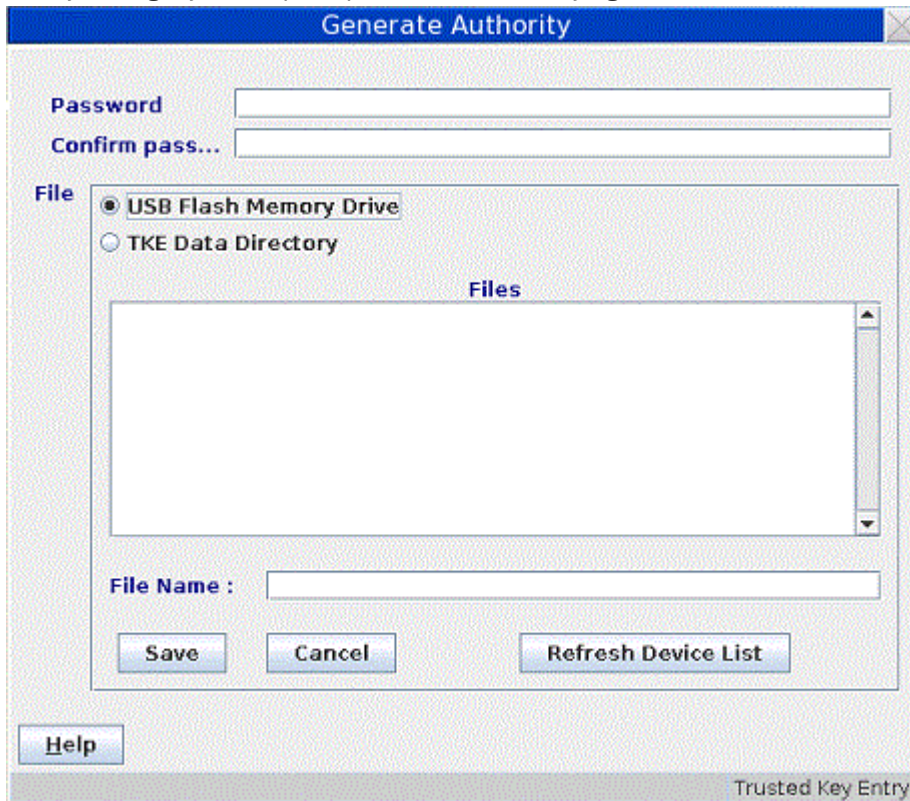 Generate Authority
Password
Confirm pass...
File
USB Flash Memory Drive
TKE Data Directory
Files
File Name :
Save Cancel Refresh Device List
Help
Trusted Key Entry